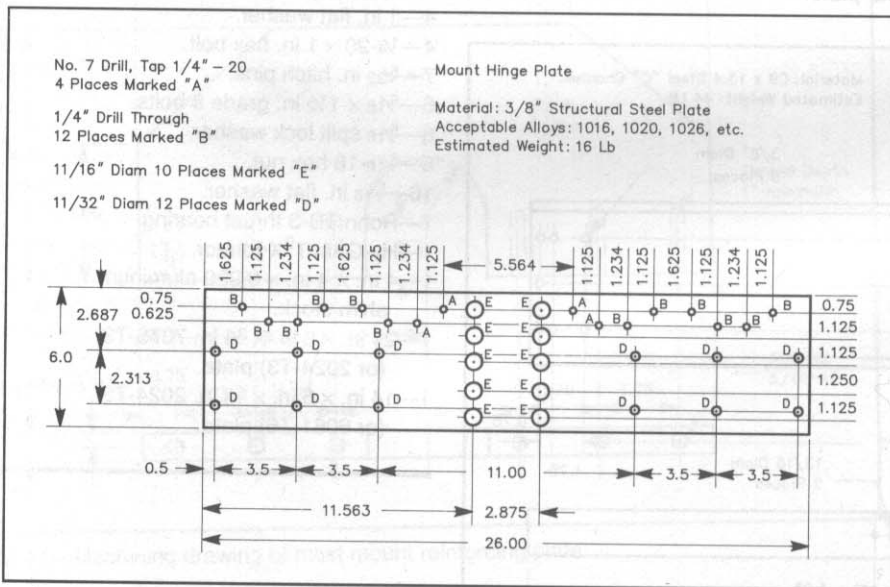 No. 7 Drill, Tap 1/4" – 20
4 Places Marked "A"
1/4" Drill Through
12 Places Marked "B"
11/16" Diam 10 Places Marked "E"
11/32" Diam 12 Places Marked "D"
Mount Hinge Plate
Material: 3/8" Structural Steel Plate
Acceptable Alloys: 1016, 1020, 1026, etc.
Estimated Weight: 16 Lb
1.625 1.125 1.234 1.125 1.625 1.125 1.234 1.125 5.564 1.125 1.234 1.125 1.625 1.125 1.234 1.125
0.75 B B B A E E A B B B 0.75
2.687 0.625
B B B A E E A B B B 1.125
6.0 D D D E E D D D 1.125
2.313 E E 1.250
D D D E E D D D 1.125
0.5 3.5 3.5 11.00 3.5 3.5
11.563 2.875
26.00